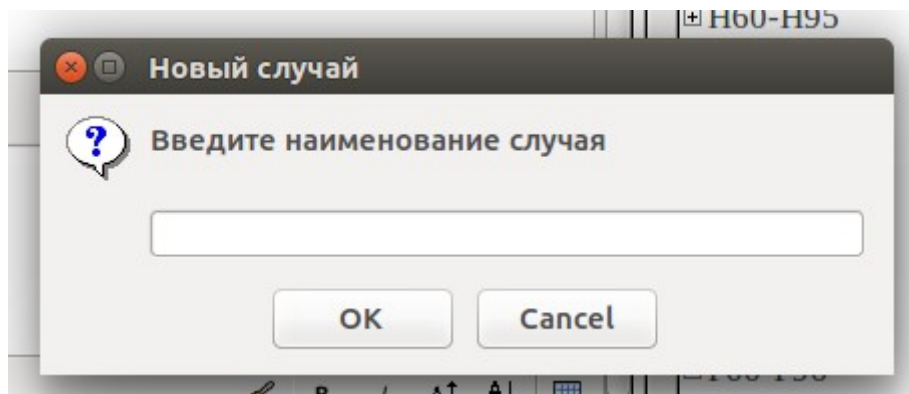 H60-H95
Новый случай
Введите наименование случая
OK
Cancel